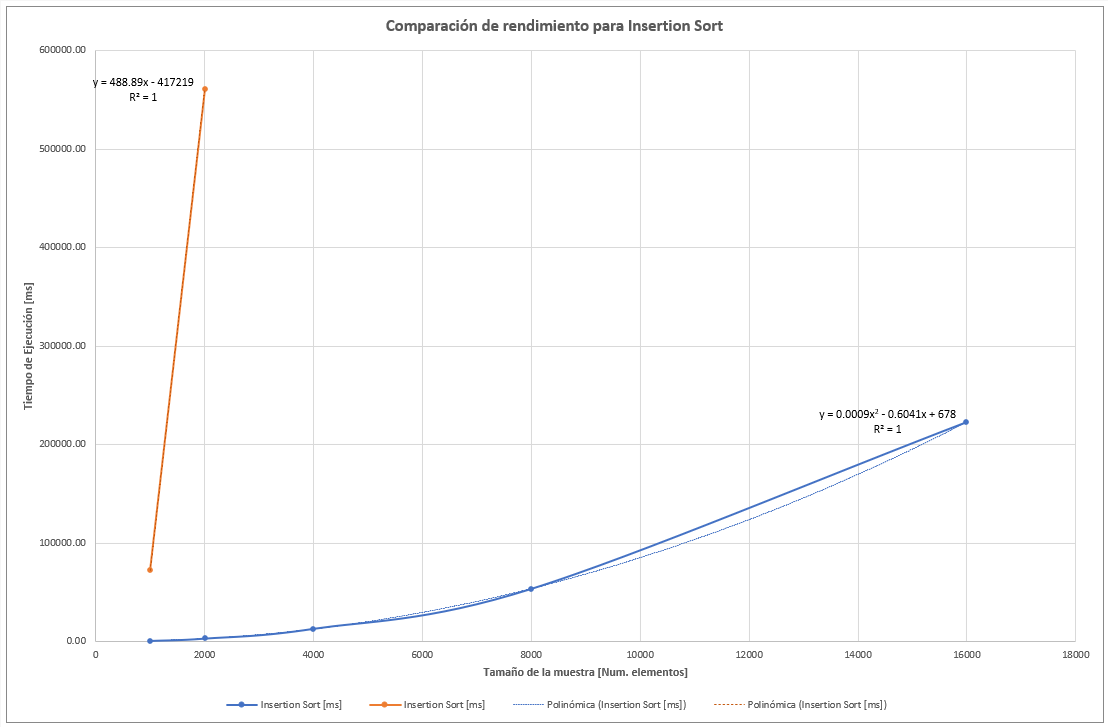 Comparación de rendimiento para Insertion Sort
600000.00
500000.00
400000.00
300000.00
200000.00
100000.00
0.00
Tiempo de Ejecución [ms]
y = 488.89x - 417219
R² = 1
y = 0.0009x² - 0.6041x + 678
R² = 1
0 2000 4000 6000 8000 10000 12000 14000 16000 18000
Tamaño de la muestra [Num. elementos]
Insertion Sort [ms] Insertion Sort [ms] Polinómica (Insertion Sort [ms]) Polinómica (Insertion Sort [ms])